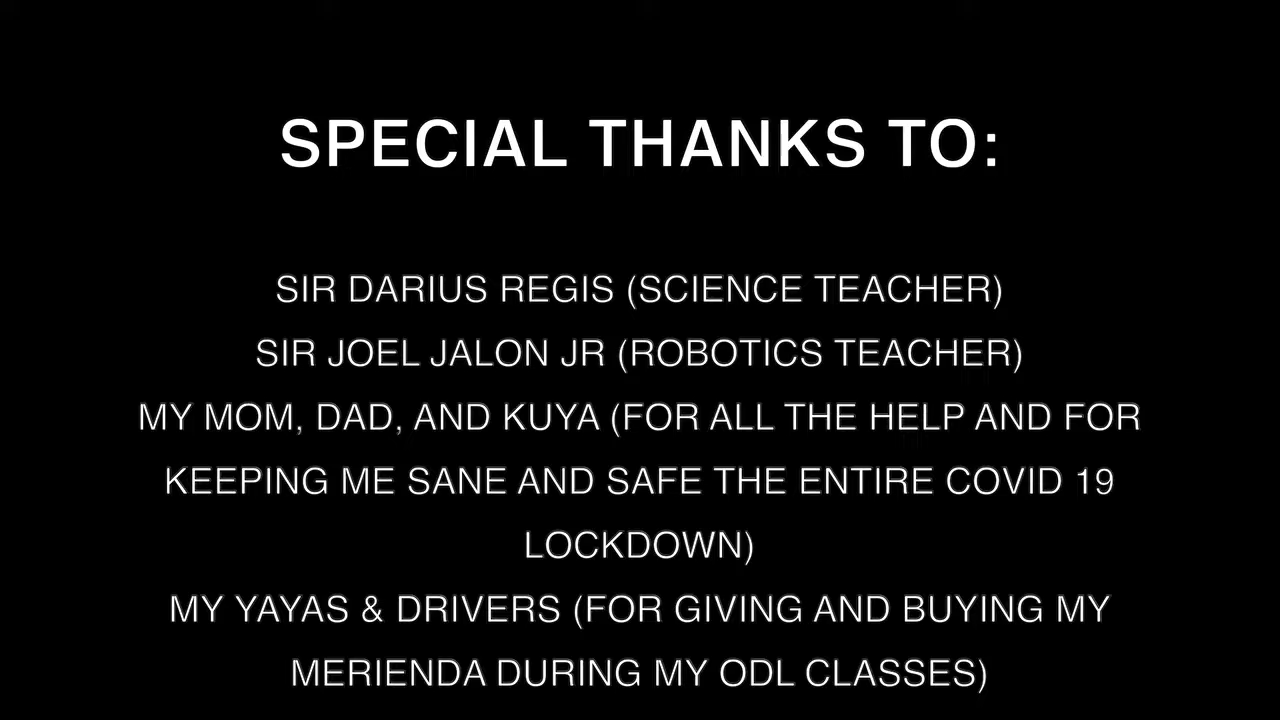 SPECIAL THANKS TO:
SIR DARIUS REGIS (SCIENCE TEACHER)
SIR JOEL JALON JR (ROBOTICS TEACHER)
MY MOM, DAD, AND KUYA (FOR ALL THE HELP AND FOR
KEEPING ME SANE AND SAFE THE ENTIRE COVID 19
LOCKDOWN)
MY YAYAS & DRIVERS (FOR GIVING AND BUYING MY
MERIENDA DURING MY ODL CLASSES)